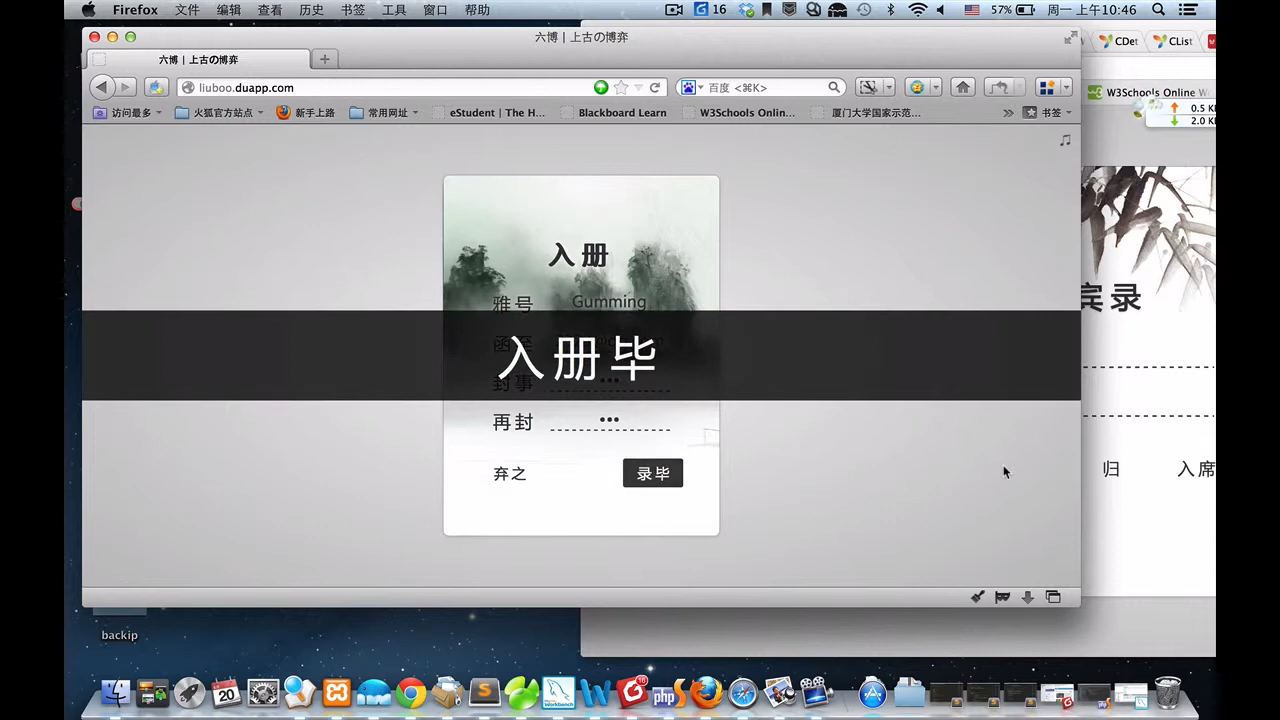 Firefox 文件 编辑 查看 历史 书签 工具 窗口 帮助 16 57% 周一 上午10:46
六博 | 上古の博弈
六博 | 上古の博弈
liuboo.duapp.com 百度 <⌘K>
访问最多 火狐官方站点 新手上路 常用网址 eStudent | The H... Blackboard Learn W3Schools Onlin... 厦门大学国家示范... 书签
CDet CList
W3Schools Online W
0.5 K
2.0 K
入册
雅号 Gumming
入册毕
封事 •••
再封 •••
弃之 录毕
宾录
归 入席
backip
20